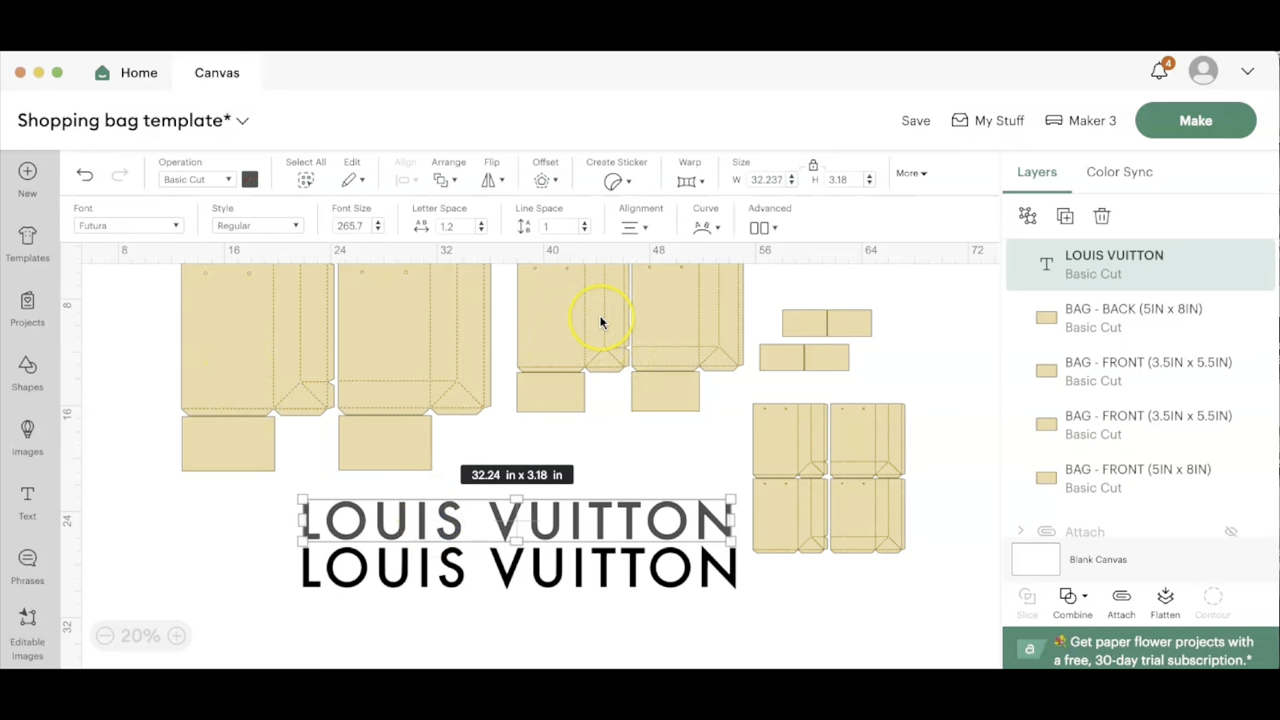 Home
Canvas
4
Shopping bag template*
Save
My Stuff
Maker 3
Make
New
Templates
Projects
Shapes
Images
Text
Phrases
Editable
Images
Operation
Basic Cut
Select All
Edit
Align
Arrange
Flip
Offset
Create Sticker
Warp
Size
W 32.237
H 3.18
More
Font
Futura
Style
Regular
Font Size
265.7
Letter Space
1.2
Line Space
1
Alignment
Curve
Advanced
8 16 24 32 40 48 56 64 72
8
16
24
32
32.24 in x 3.18 in
LOUIS VUITTON
LOUIS VUITTON
20%
Layers
Color Sync
LOUIS VUITTON
Basic Cut
BAG - BACK (5IN x 8IN)
Basic Cut
BAG - FRONT (3.5IN x 5.5IN)
Basic Cut
BAG - FRONT (3.5IN x 5.5IN)
Basic Cut
BAG - FRONT (5IN x 8IN)
Basic Cut
Attach
Blank Canvas
Slice
Combine
Attach
Flatten
Contour
a
Get paper flower projects with
a free, 30-day trial subscription.*